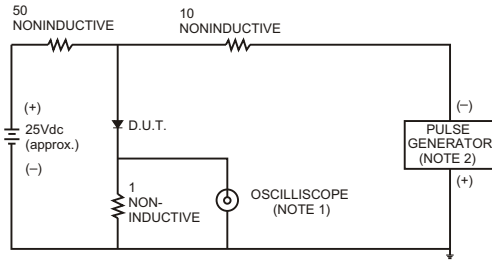 50
NONINDUCTIVE
10
NONINDUCTIVE
(+)
25Vdc
(approx.)
(–)
D.U.T.
1
NON-
INDUCTIVE
OSCILLISCOPE
(NOTE 1)
(–)
PULSE
GENERATOR
(NOTE 2)
(+)